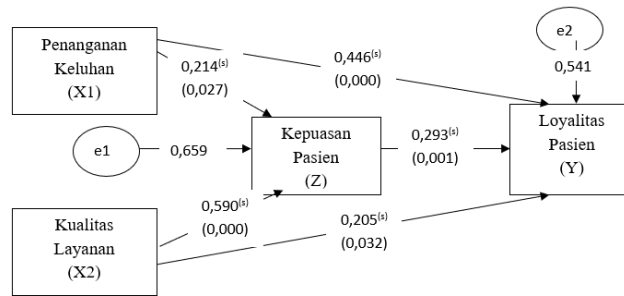 Penanganan
Keluhan
(X1)
0,214(s)
(0,027)
0,446(s)
(0,000)
e2
0,541
e1
0,659
Kepuasan
Pasien
(Z)
0,293(s)
(0,001)
Loyalitas
Pasien
(Y)
0,590(s)
(0,000)
0,205(s)
(0,032)
Kualitas
Layanan
(X2)